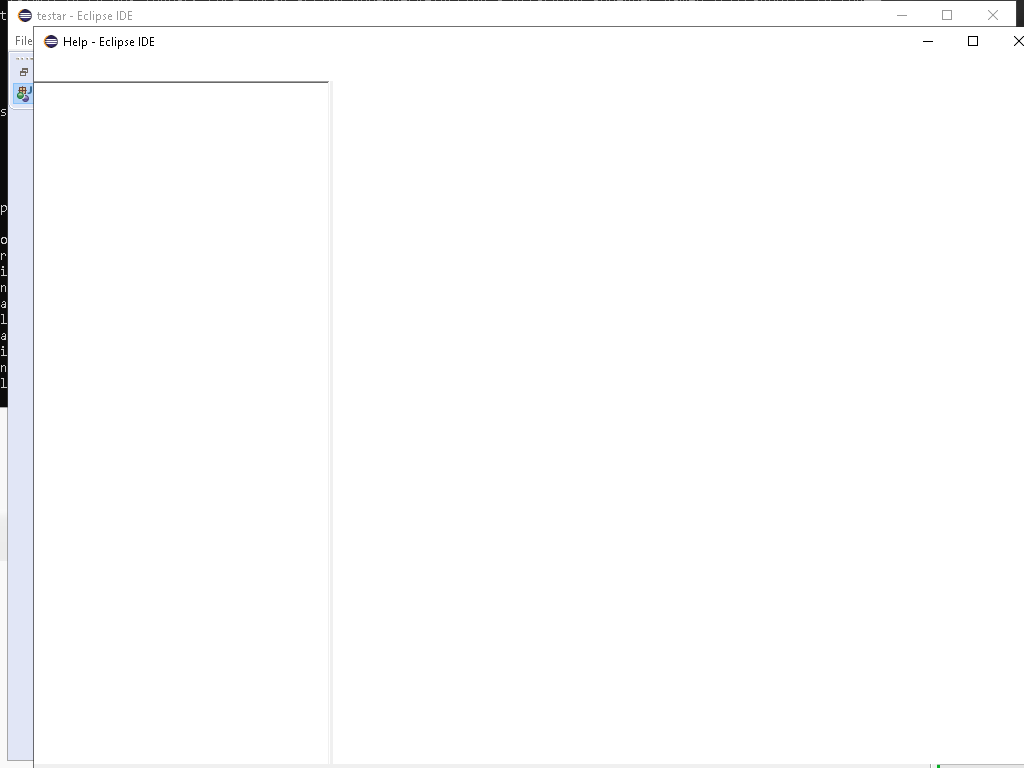 testar - Eclipse IDE
File
Help - Eclipse IDE
t
s
p
o
r
i
n
a
l
a
i
n
l